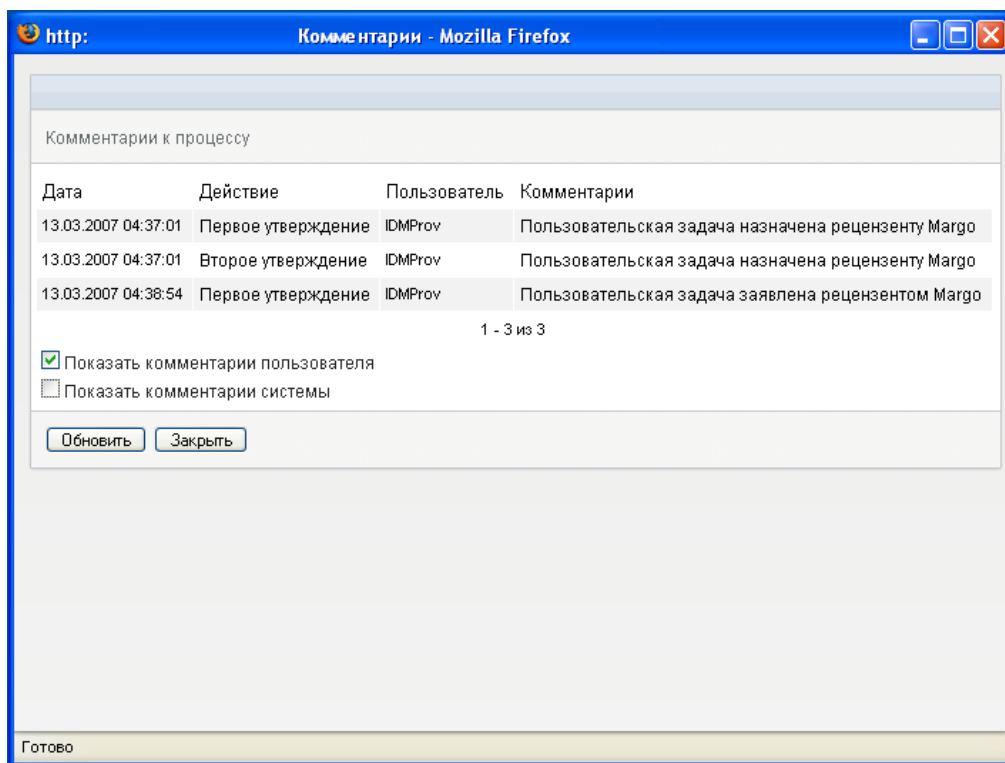 http: Комментарии - Mozilla Firefox
Комментарии к процессу
Дата Действие Пользователь Комментарии
13.03.2007 04:37:01 Первое утверждение IDMProv Пользовательская задача назначена рецензенту Margo
13.03.2007 04:37:01 Второе утверждение IDMProv Пользовательская задача назначена рецензенту Margo
13.03.2007 04:38:54 Первое утверждение IDMProv Пользовательская задача заявлена рецензентом Margo
1 - 3 из 3
Показать комментарии пользователя
Показать комментарии системы
Обновить Закрыть
Готово